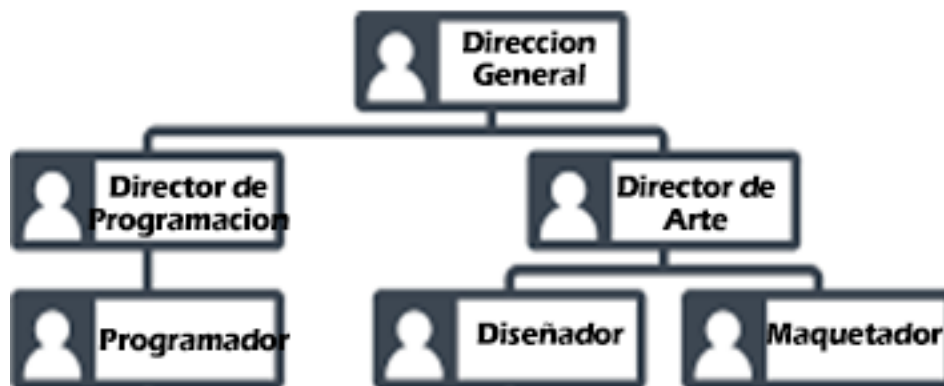 Direccion
General
Director de
Programacion
Director de
Arte
Programador
Diseñador
Maquetador